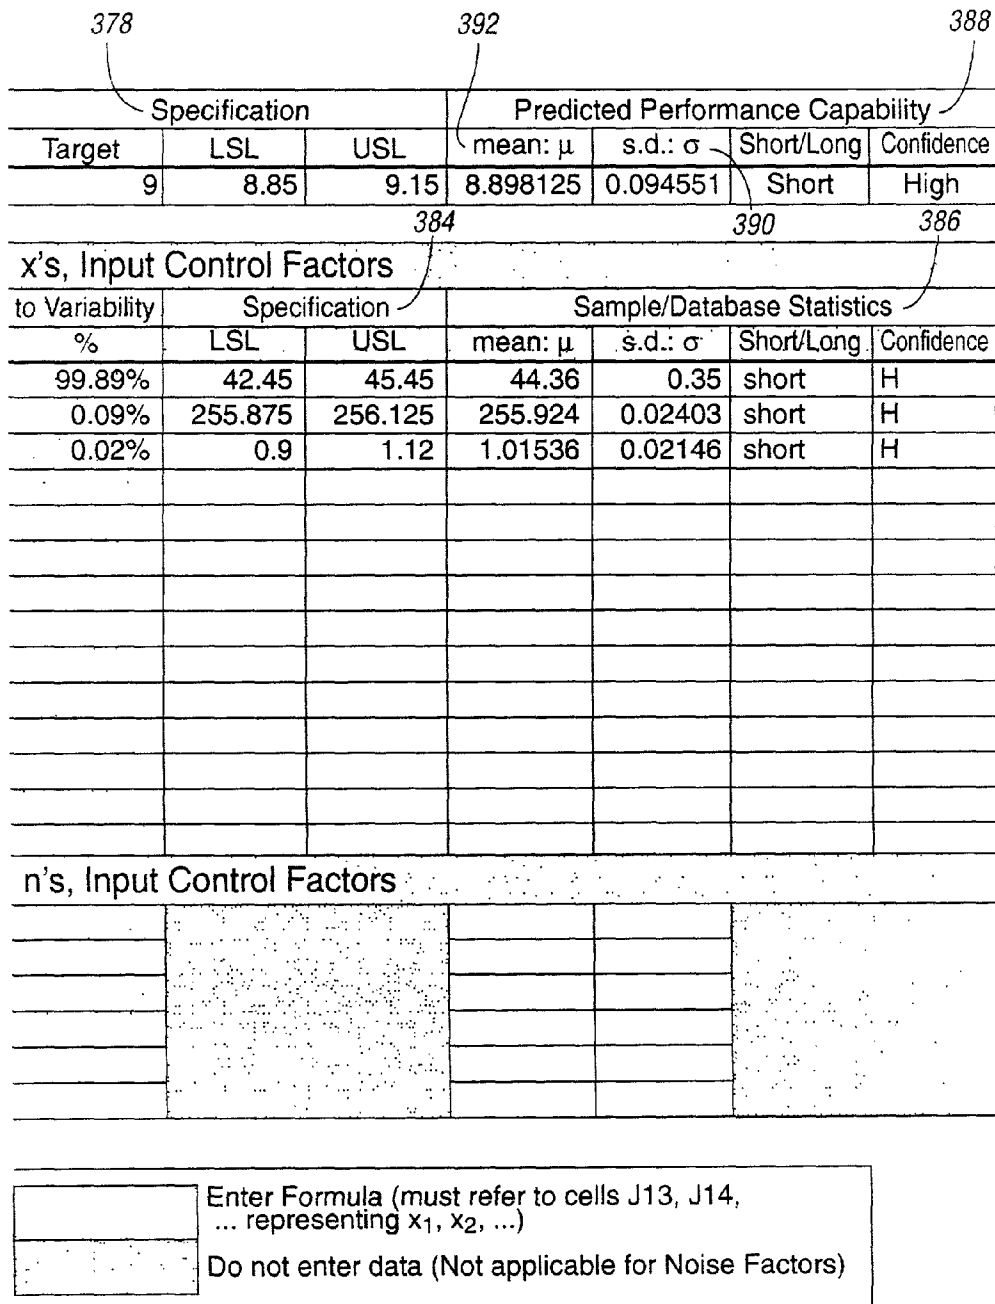 378 392 388
Specification Predicted Performance Capability
Target LSL USL mean: μ s.d.: σ Short/Long Confidence
9 8.85 9.15 8.898125 0.094551 Short High
384 390 386
x's, Input Control Factors
to Variability Specification Sample/Database Statistics
% LSL USL mean: μ s.d.: σ Short/Long Confidence
99.89% 42.45 45.45 44.36 0.35 short H
0.09% 255.875 256.125 255.924 0.02403 short H
0.02% 0.9 1.12 1.01536 0.02146 short H
n's, Input Control Factors
Enter Formula (must refer to cells J13, J14,
... representing x₁, x₂, ...)
Do not enter data (Not applicable for Noise Factors)